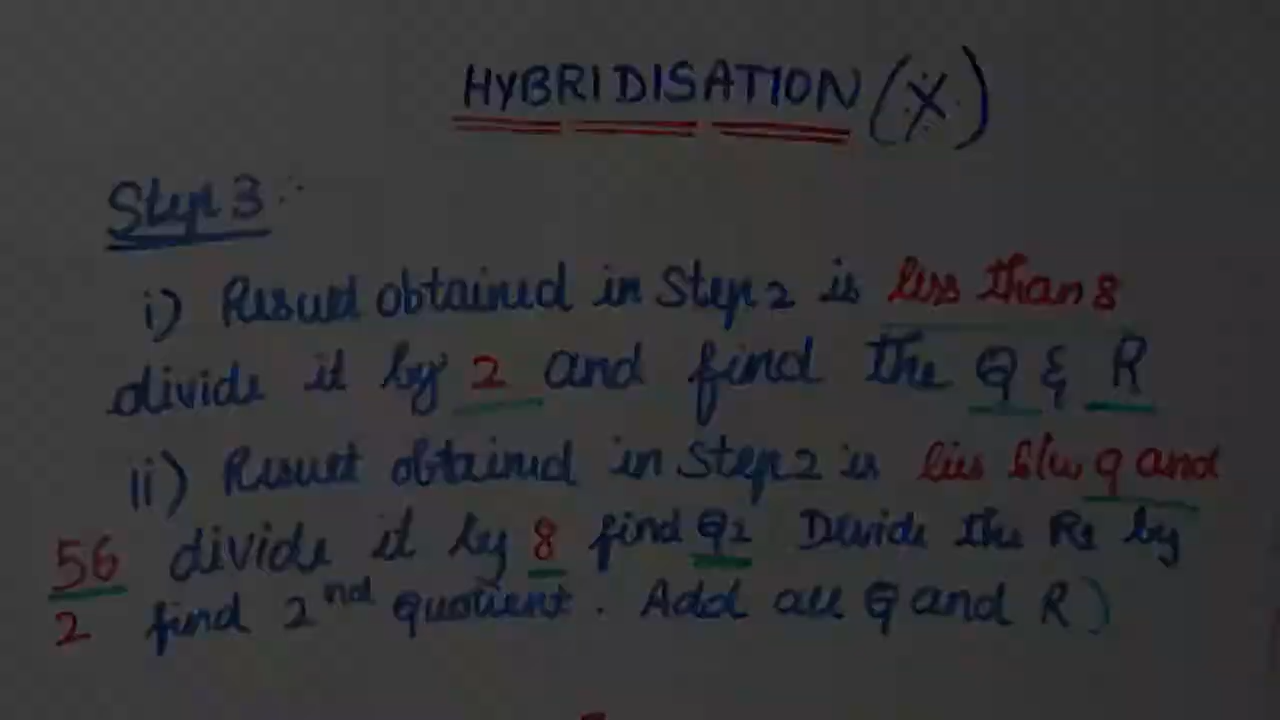 HYBRIDISATION (X)
Step 3 :-
i) Result obtained in Step 2 is less than 8
divide it by 2 and find the Q & R
ii) Result obtained in Step 2 is lies b/w 9 and
56 divide it by 8 find Q1 Divide the R1 by
2 find 2nd Quotient. Add all Q and R)